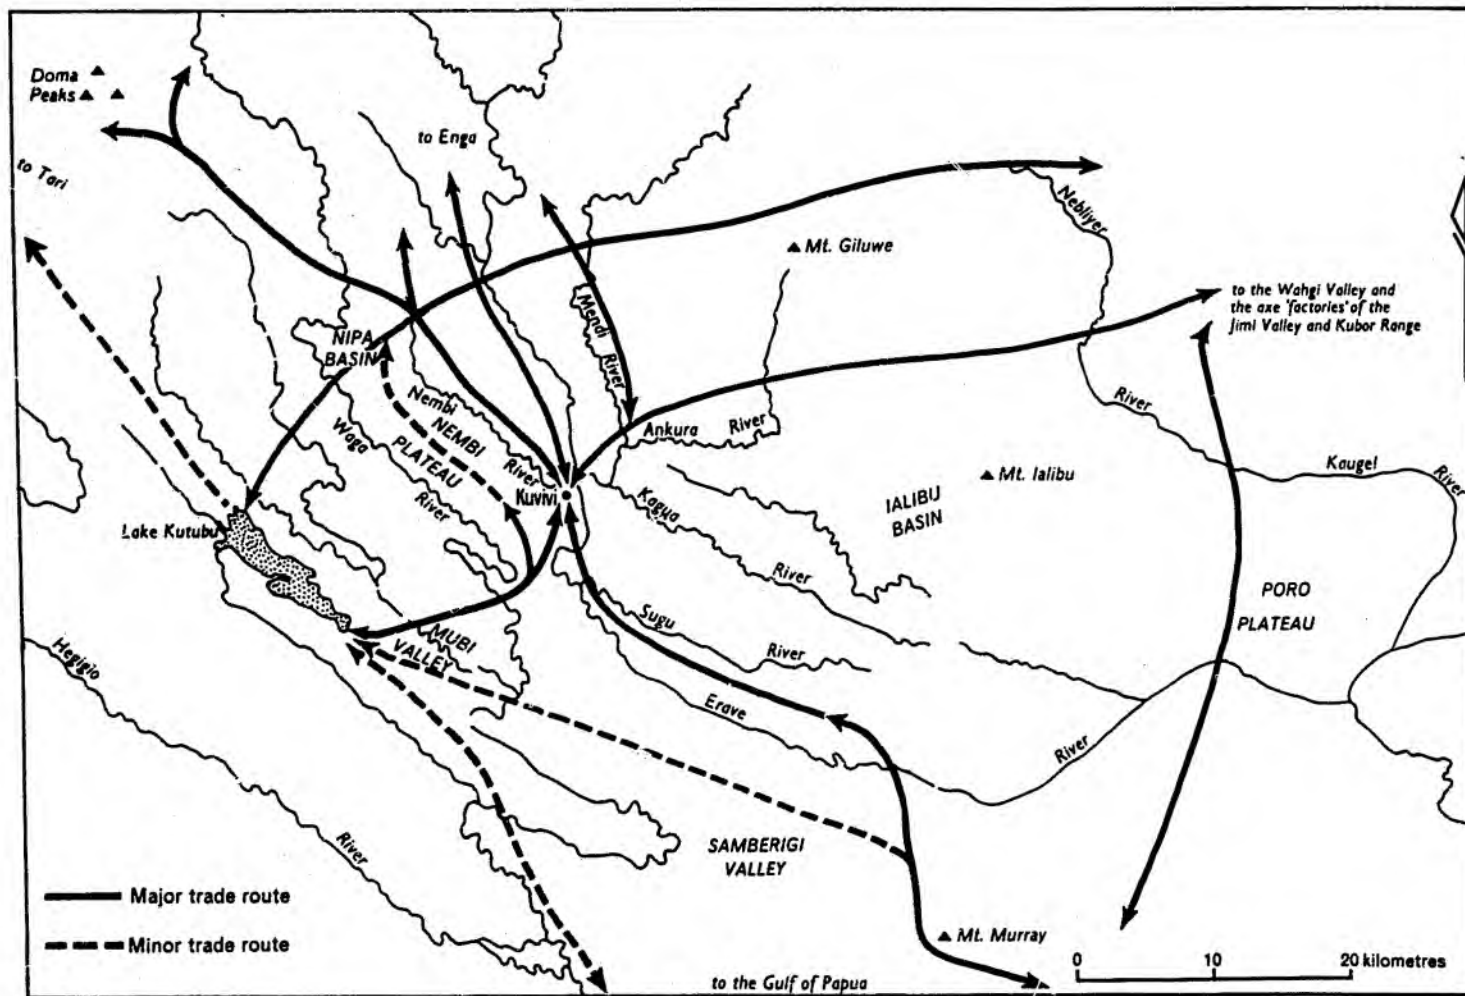 Doma
Peaks
to Tari
to Enga
Nebilyer
Mt. Giluwe
to the Wahgi Valley and
the axe 'factories' of the
Jimi Valley and Kubor Range
NIPA
BASIN
Mendi
River
Nembi
River
NEMBI
PLATEAU
Waga
River
Ankura
River
River
Kaugel
River
Kuvivi
Kagua
River
Mt. Ialibu
IALIBU
BASIN
Lake Kutubu
PORO
PLATEAU
MUBI
VALLEY
Sugu
River
Hegigio
River
Erave
River
SAMBERIGI
VALLEY
Major trade route
Minor trade route
Mt. Murray
to the Gulf of Papua
0 10 20 kilometres